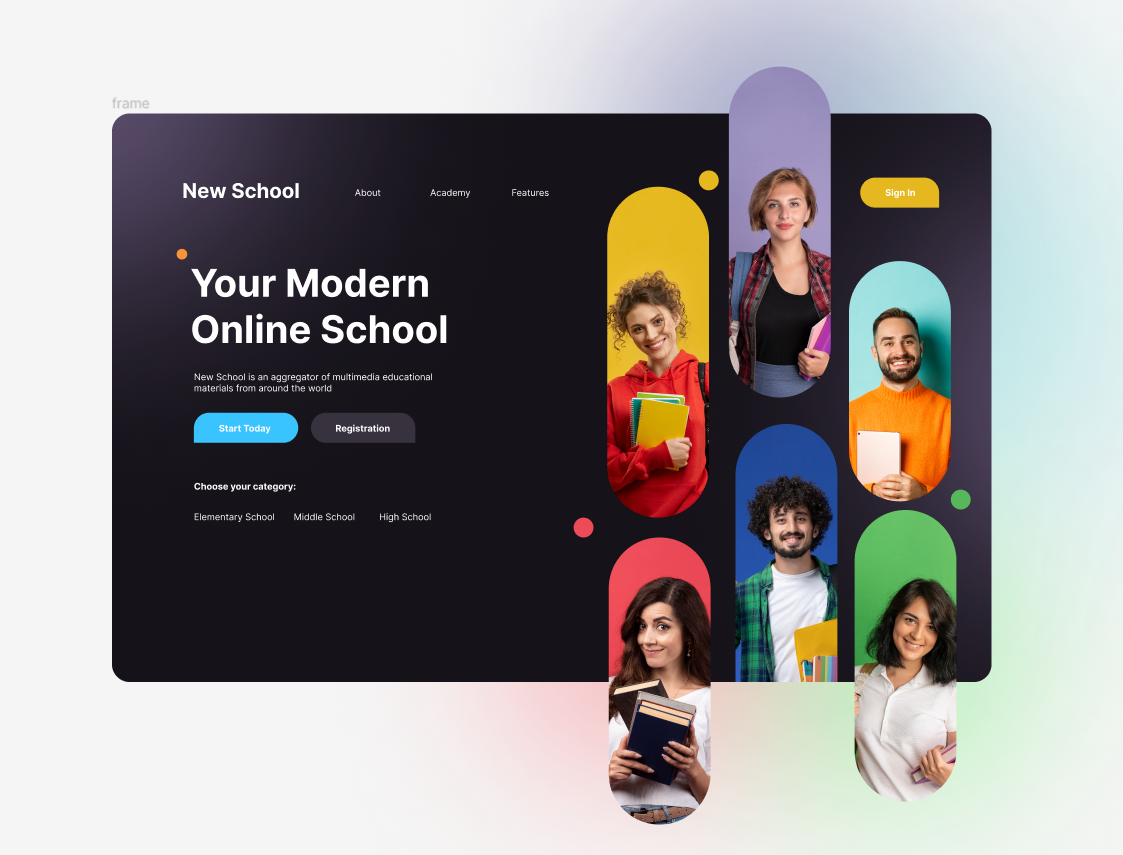 frame
New School
About
Academy
Features
Sign In
Your Modern
Online School
New School is an aggregator of multimedia educational
materials from around the world
Start Today
Registration
Choose your category:
Elementary School
Middle School
High School